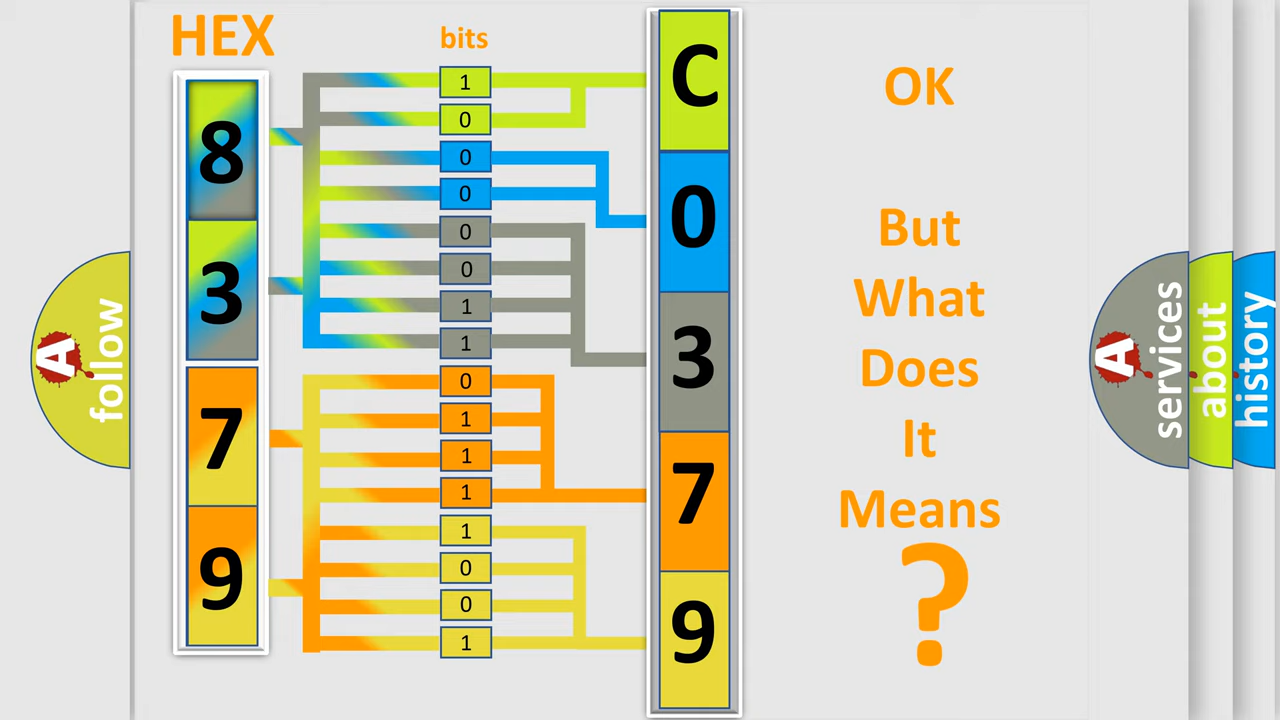 HEX
bits
8
3
7
9
1
0
0
0
0
0
1
1
0
1
1
1
1
0
0
1
C
0
3
7
9
OK
But
What
Does
It
Means
?
A
follow
A
services
about
history